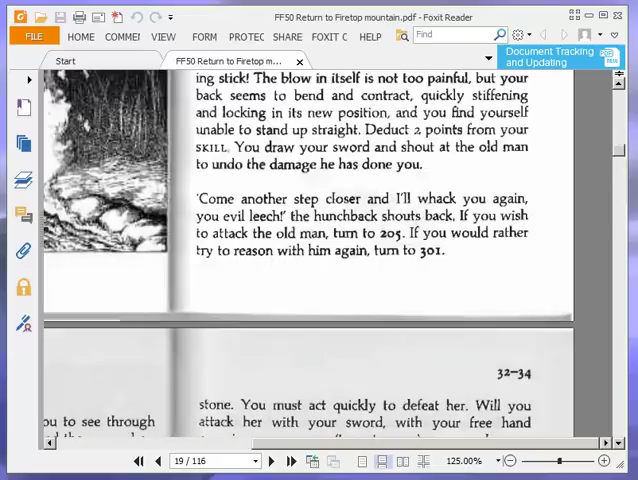 FF50 Return to Firetop mountain.pdf - Foxit Reader
FILE HOME COMMEI VIEW FORM PROTEC SHARE FOXIT C HELP Find
Document Tracking
and Updating
Start FF50 Return to Firetop m...
ing stick! The blow in itself is not too painful, but your
back seems to bend and contract, quickly stiffening
and locking in its new position, and you find yourself
unable to stand up straight. Deduct 2 points from your
SKILL. You draw your sword and shout at the old man
to undo the damage he has done you.
'Come another step closer and I'll whack you again,
you evil leech!' the hunchback shouts back. If you wish
to attack the old man, turn to 205. If you would rather
try to reason with him again, turn to 301.
32–34
stone. You must act quickly to defeat her. Will you
ou to see through
attack her with your sword, with your free hand
19 / 116 125.00%